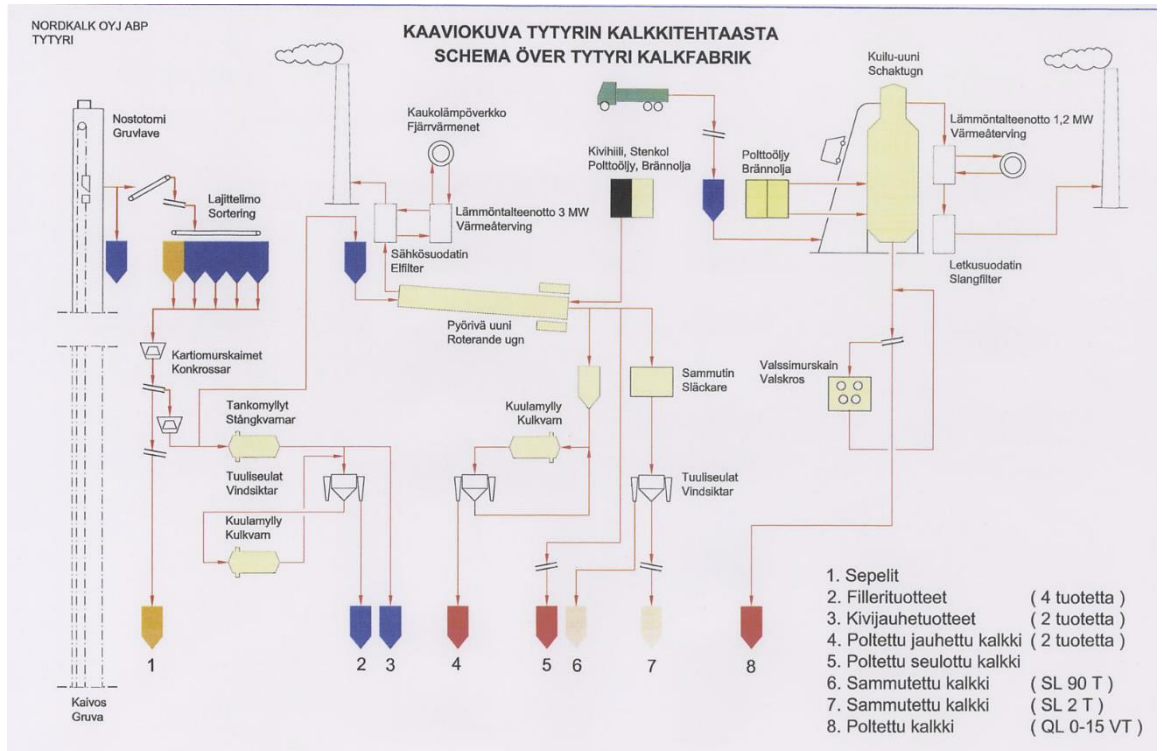 NORDKALK OYJ ABP
TYTYRI
KAAVIOKUVA TYTYRIN KALKKITEHTAASTA
SCHEMA ÖVER TYTYRI KALKFABRIK
Nostotorni
Gruvlave
Kaukolämpöverkko
Fjärrvärmenet
Kivihiili, Stenkol
Polttoöljy, Brännolja
Kuilu-uuni
Schaktugn
Polttoöljy
Brännolja
Lämmöntalteenotto 1,2 MW
Värmeåterving
Lajittelimo
Sortering
Lämmöntalteenotto 3 MW
Värmeåterving
Sähkösuodatin
Elfilter
Letkusuodatin
Slangfilter
Pyörivä uuni
Roterande ugn
Kartiomurskaimet
Konkrossar
Sammutin
Släckare
Valssimurskain
Valskros
Tankomyllyt
Stångkvarnar
Kuulamylly
Kulkvarn
Tuuliseulat
Vindsiktar
Tuuliseulat
Vindsiktar
Kuulamylly
Kulkvarn
1
2
3
4
5
6
7
8
Kaivos
Gruva
1. Sepelit
2. Fillerituotteet ( 4 tuotetta )
3. Kivijauhetuotteet ( 2 tuotetta )
4. Poltettu jauhettu kalkki ( 2 tuotetta )
5. Poltettu seulottu kalkki
6. Sammutettu kalkki ( SL 90 T )
7. Sammutettu kalkki ( SL 2 T )
8. Poltettu kalkki ( QL 0-15 VT )